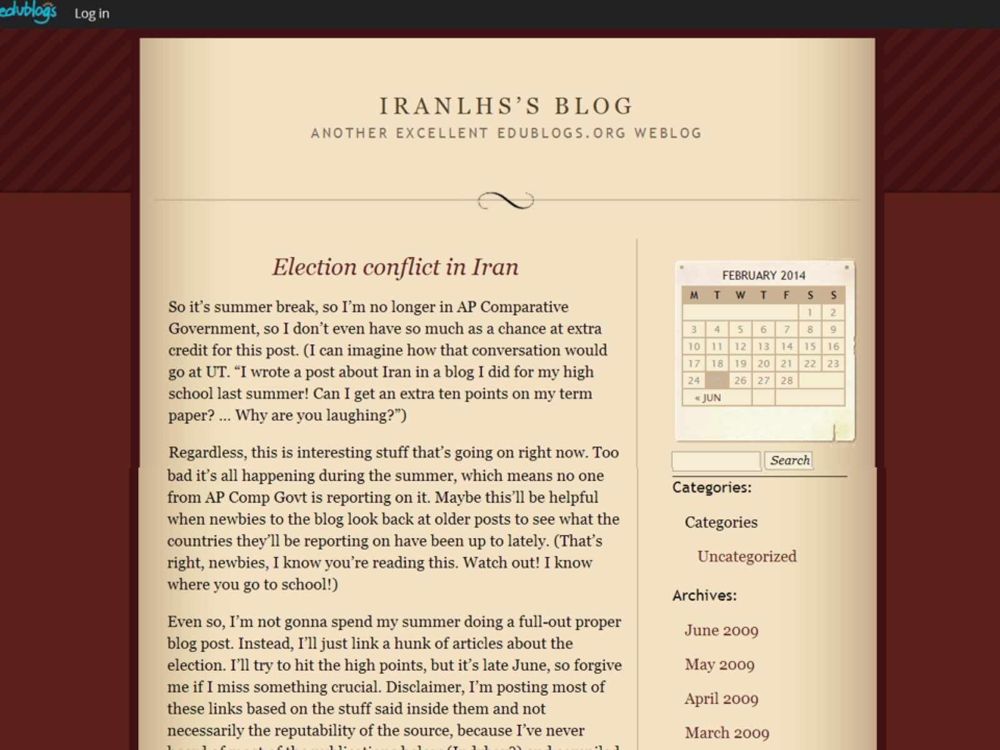 edublogs Log in
IRANLHS'S BLOG
ANOTHER EXCELLENT EDUBLOGS.ORG WEBLOG
Election conflict in Iran
So it's summer break, so I'm no longer in AP Comparative
Government, so I don't even have so much as a chance at extra
credit for this post. (I can imagine how that conversation would
go at UT. "I wrote a post about Iran in a blog I did for my high
school last summer! Can I get an extra ten points on my term
paper? ... Why are you laughing?")
Regardless, this is interesting stuff that's going on right now. Too
bad it's all happening during the summer, which means no one
from AP Comp Govt is reporting on it. Maybe this'll be helpful
when newbies to the blog look back at older posts to see what the
countries they'll be reporting on have been up to lately. (That's
right, newbies, I know you're reading this. Watch out! I know
where you go to school!)
Even so, I'm not gonna spend my summer doing a full-out proper
blog post. Instead, I'll just link a hunk of articles about the
election. I'll try to hit the high points, but it's late June, so forgive
me if I miss something crucial. Disclaimer, I'm posting most of
these links based on the stuff said inside them and not
necessarily the reputability of the source, because I've never
FEBRUARY 2014
M T W T F S S
1 2
3 4 5 6 7 8 9
10 11 12 13 14 15 16
17 18 19 20 21 22 23
24 25 26 27 28
« JUN
Search
Categories:
Categories
Uncategorized
Archives:
June 2009
May 2009
April 2009
March 2009